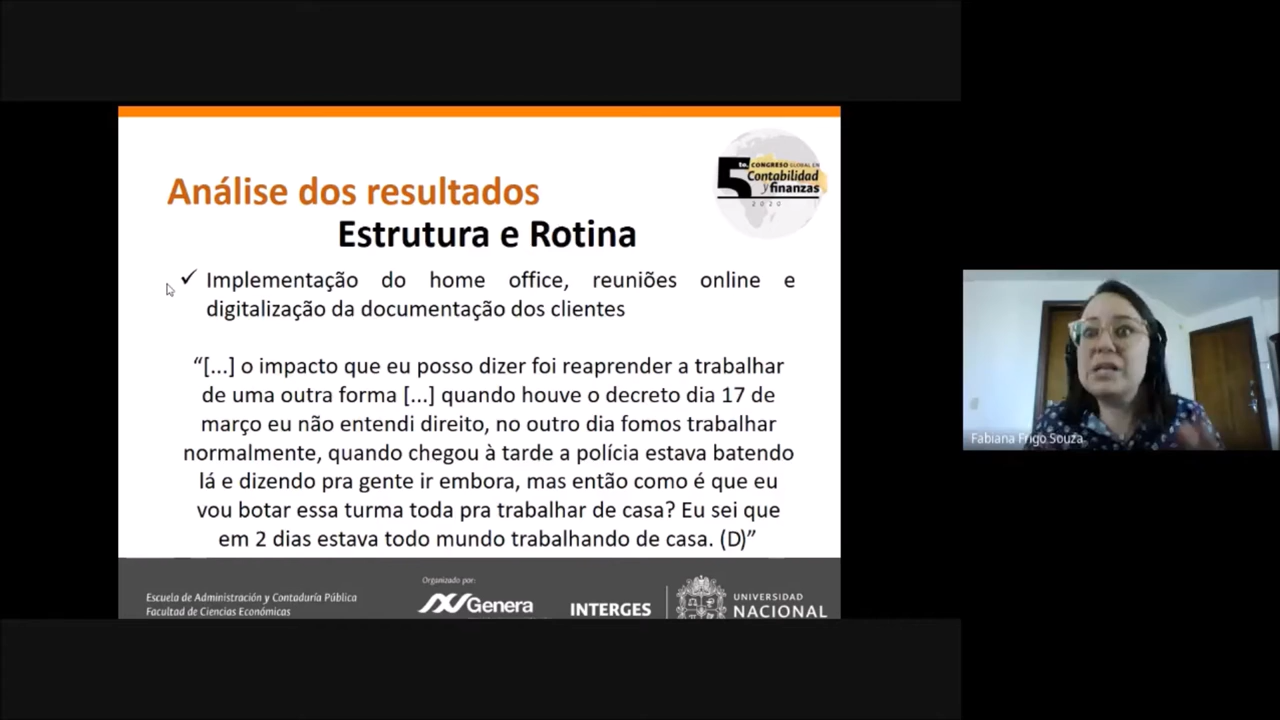 5to. CONGRESO GLOBAL EN
Contabilidad
y finanzas
2020
Análise dos resultados
Estrutura e Rotina
✓ Implementação do home office, reuniões online e
digitalização da documentação dos clientes
“[...] o impacto que eu posso dizer foi reaprender a trabalhar
de uma outra forma [...] quando houve o decreto dia 17 de
março eu não entendi direito, no outro dia fomos trabalhar
normalmente, quando chegou à tarde a polícia estava batendo
lá e dizendo pra gente ir embora, mas então como é que eu
vou botar essa turma toda pra trabalhar de casa? Eu sei que
em 2 dias estava todo mundo trabalhando de casa. (D)”
Escuela de Administración y Contaduría Pública
Facultad de Ciencias Económicas
Organizado por:
Genera
INTERGES
UNIVERSIDAD
NACIONAL
Fabiana Frigo Souza